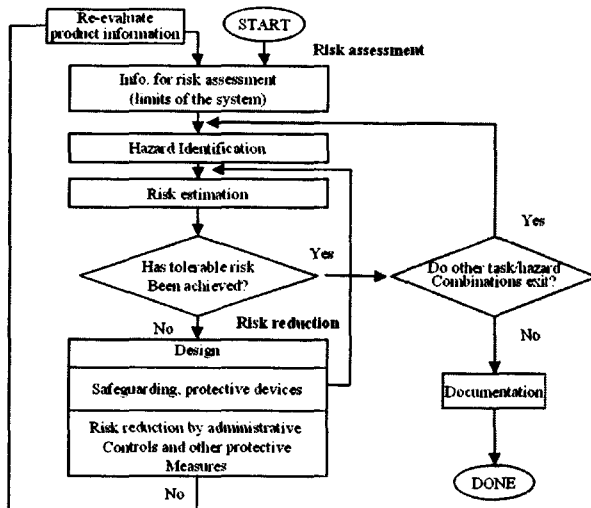 Re-evaluate
product information
START
Risk assessment
Info. for risk assessment
(limits of the system)
Hazard Identification
Risk estimation
Yes
Has tolerable risk
Been achieved?
Yes
Do other task/hazard
Combinations exit?
No
Risk reduction
No
Design
Safeguarding, protective devices
Documentation
Risk reduction by administrative
Controls and other protective
Measures
No
DONE